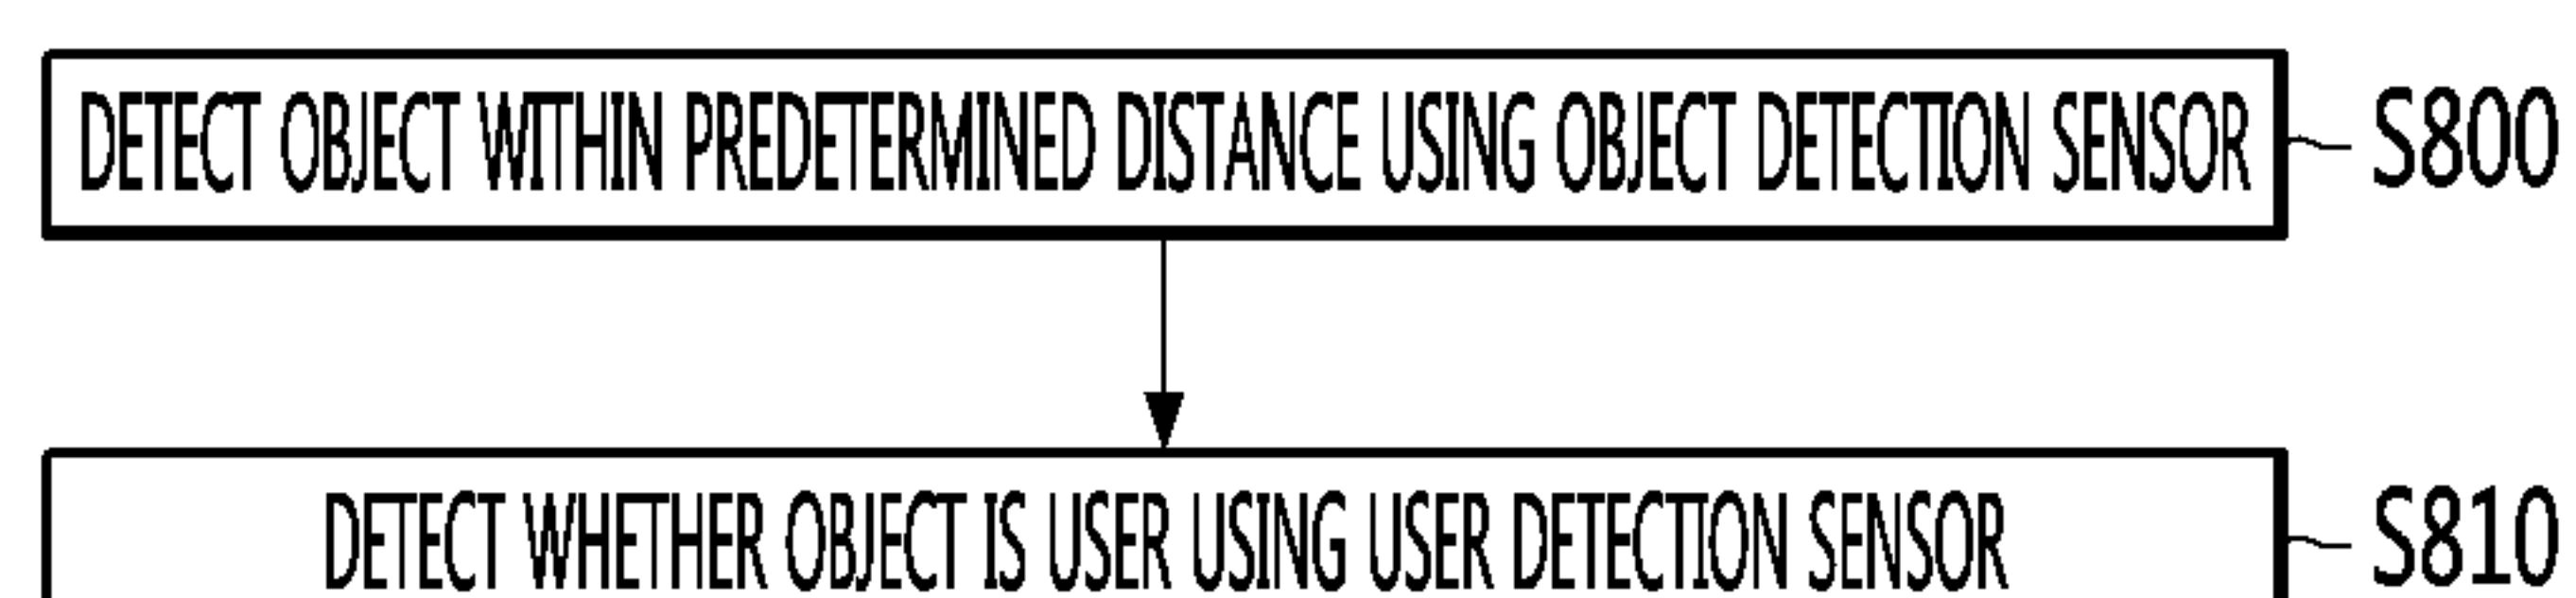 DETECT OBJECT WITHIN PREDETERMINED DISTANCE USING OBJECT DETECTION SENSOR
S800
DETECT WHETHER OBJECT IS USER USING USER DETECTION SENSOR
S810